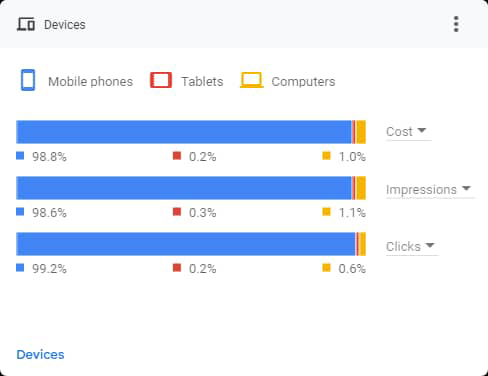 Devices
Mobile phones Tablets Computers
Cost
98.8% 0.2% 1.0%
Impressions
98.6% 0.3% 1.1%
Clicks
99.2% 0.2% 0.6%
Devices